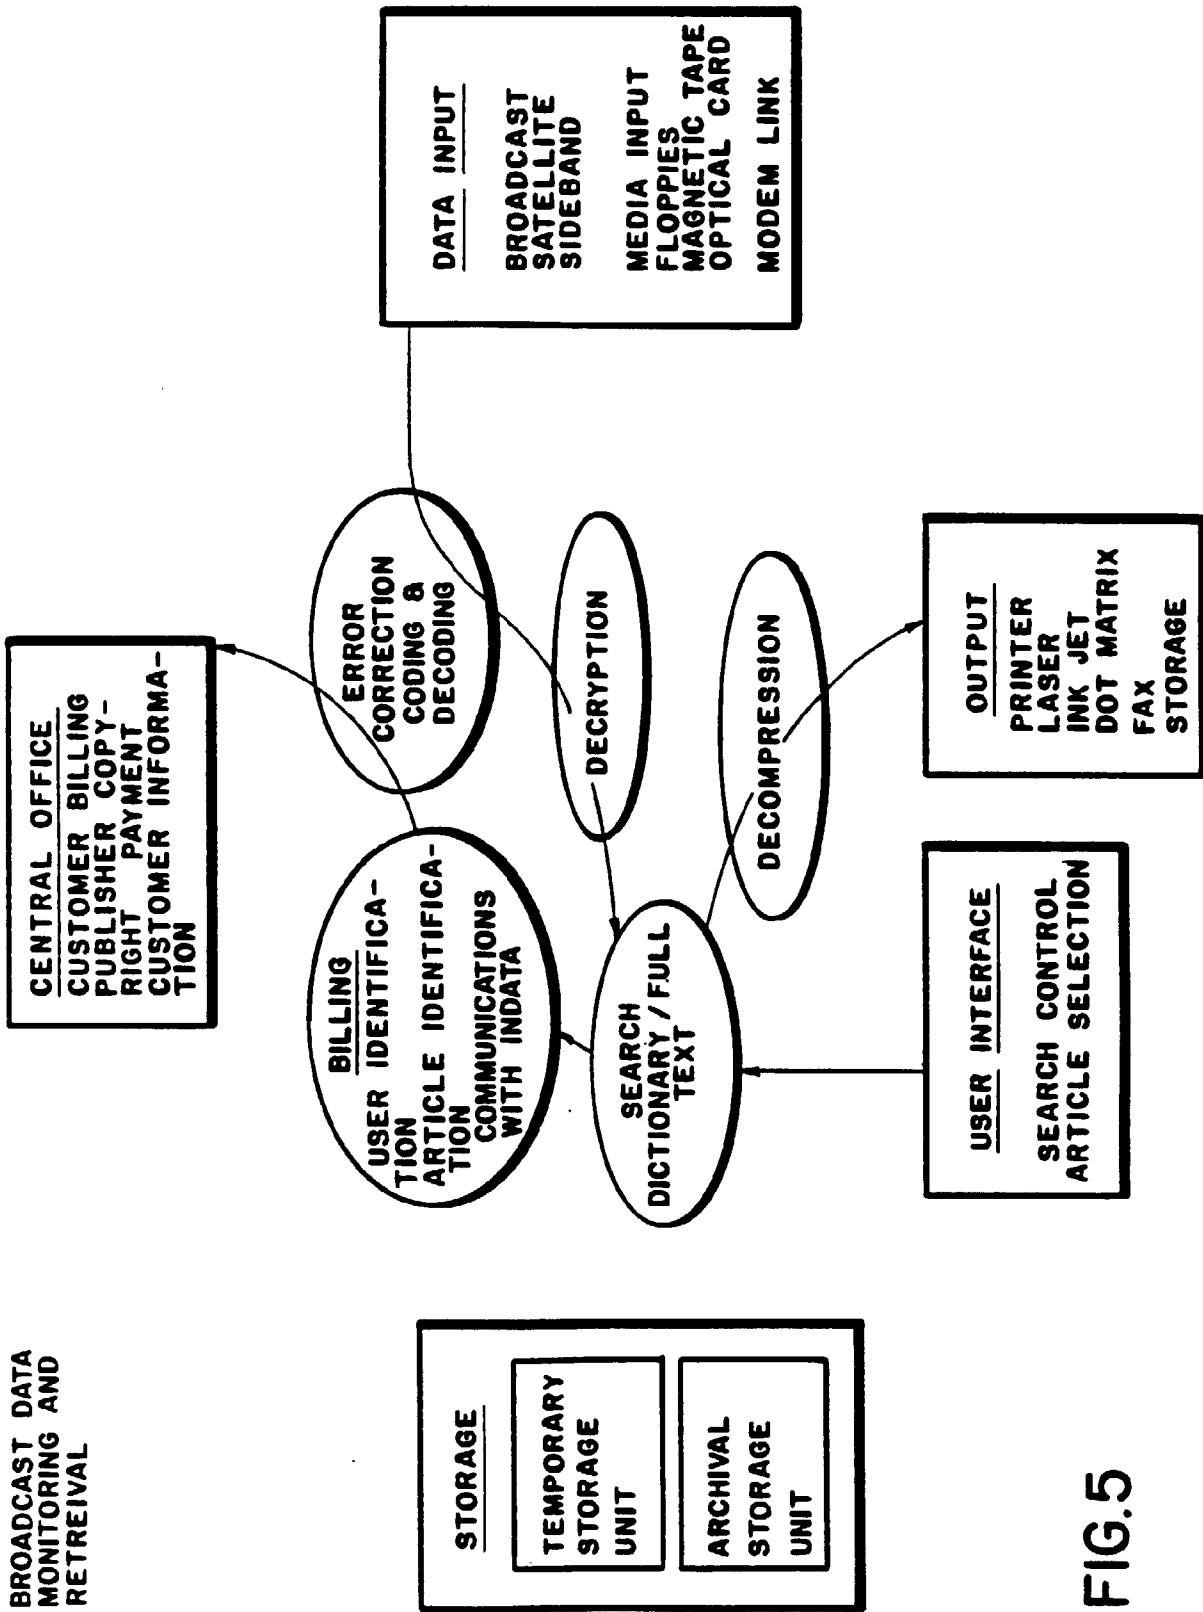 BROADCAST DATA
MONITORING AND
RETREIVAL
CENTRAL OFFICE
CUSTOMER BILLING
PUBLISHER COPY-
RIGHT PAYMENT
CUSTOMER INFORMA-
TION
BILLING
USER IDENTIFICA-
TION
ARTICLE IDENTIFICA-
TION
COMMUNICATIONS
WITH INDATA
ERROR
CORRECTION
CODING &
DECODING
DATA INPUT
BROADCAST
SATELLITE
SIDEBAND
MEDIA INPUT
FLOPPIES
MAGNETIC TAPE
OPTICAL CARD
MODEM LINK
STORAGE
TEMPORARY
STORAGE
UNIT
ARCHIVAL
STORAGE
UNIT
SEARCH
DICTIONARY/FULL
TEXT
DECRYPTION
DECOMPRESSION
USER INTERFACE
SEARCH CONTROL
ARTICLE SELECTION
OUTPUT
PRINTER
LASER
INK JET
DOT MATRIX
FAX
STORAGE
FIG.5